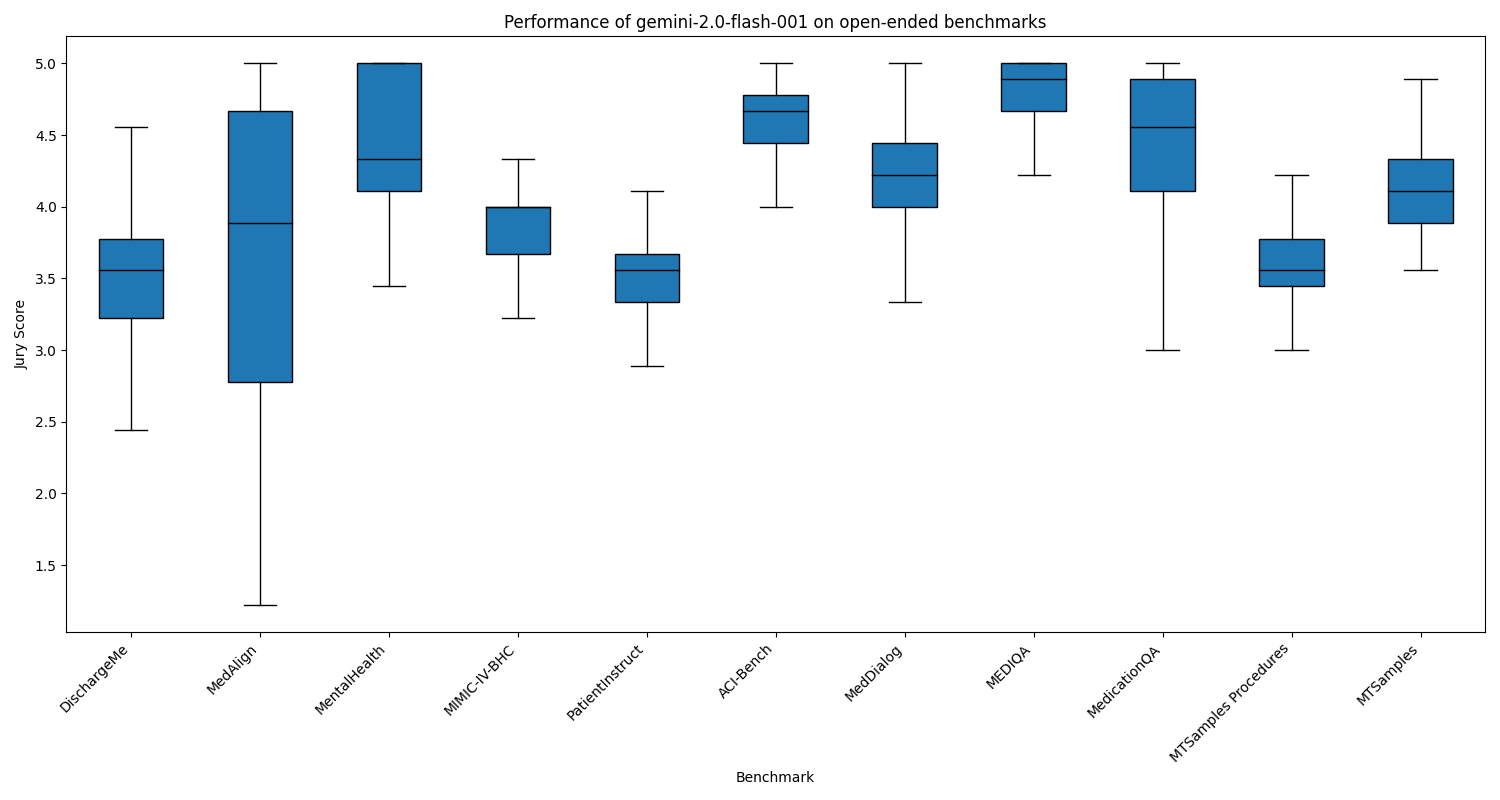 Performance of gemini-2.0-flash-001 on open-ended benchmarks
5.0
4.5
4.0
3.5
3.0
2.5
2.0
1.5
Jury Score
DischargeMe
MedAlign
MentalHealth
MIMIC-IV-BHC
PatientInstruct
ACI-Bench
MedDialog
MEDIQA
MedicationQA
MTSamples Procedures
MTSamples
Benchmark